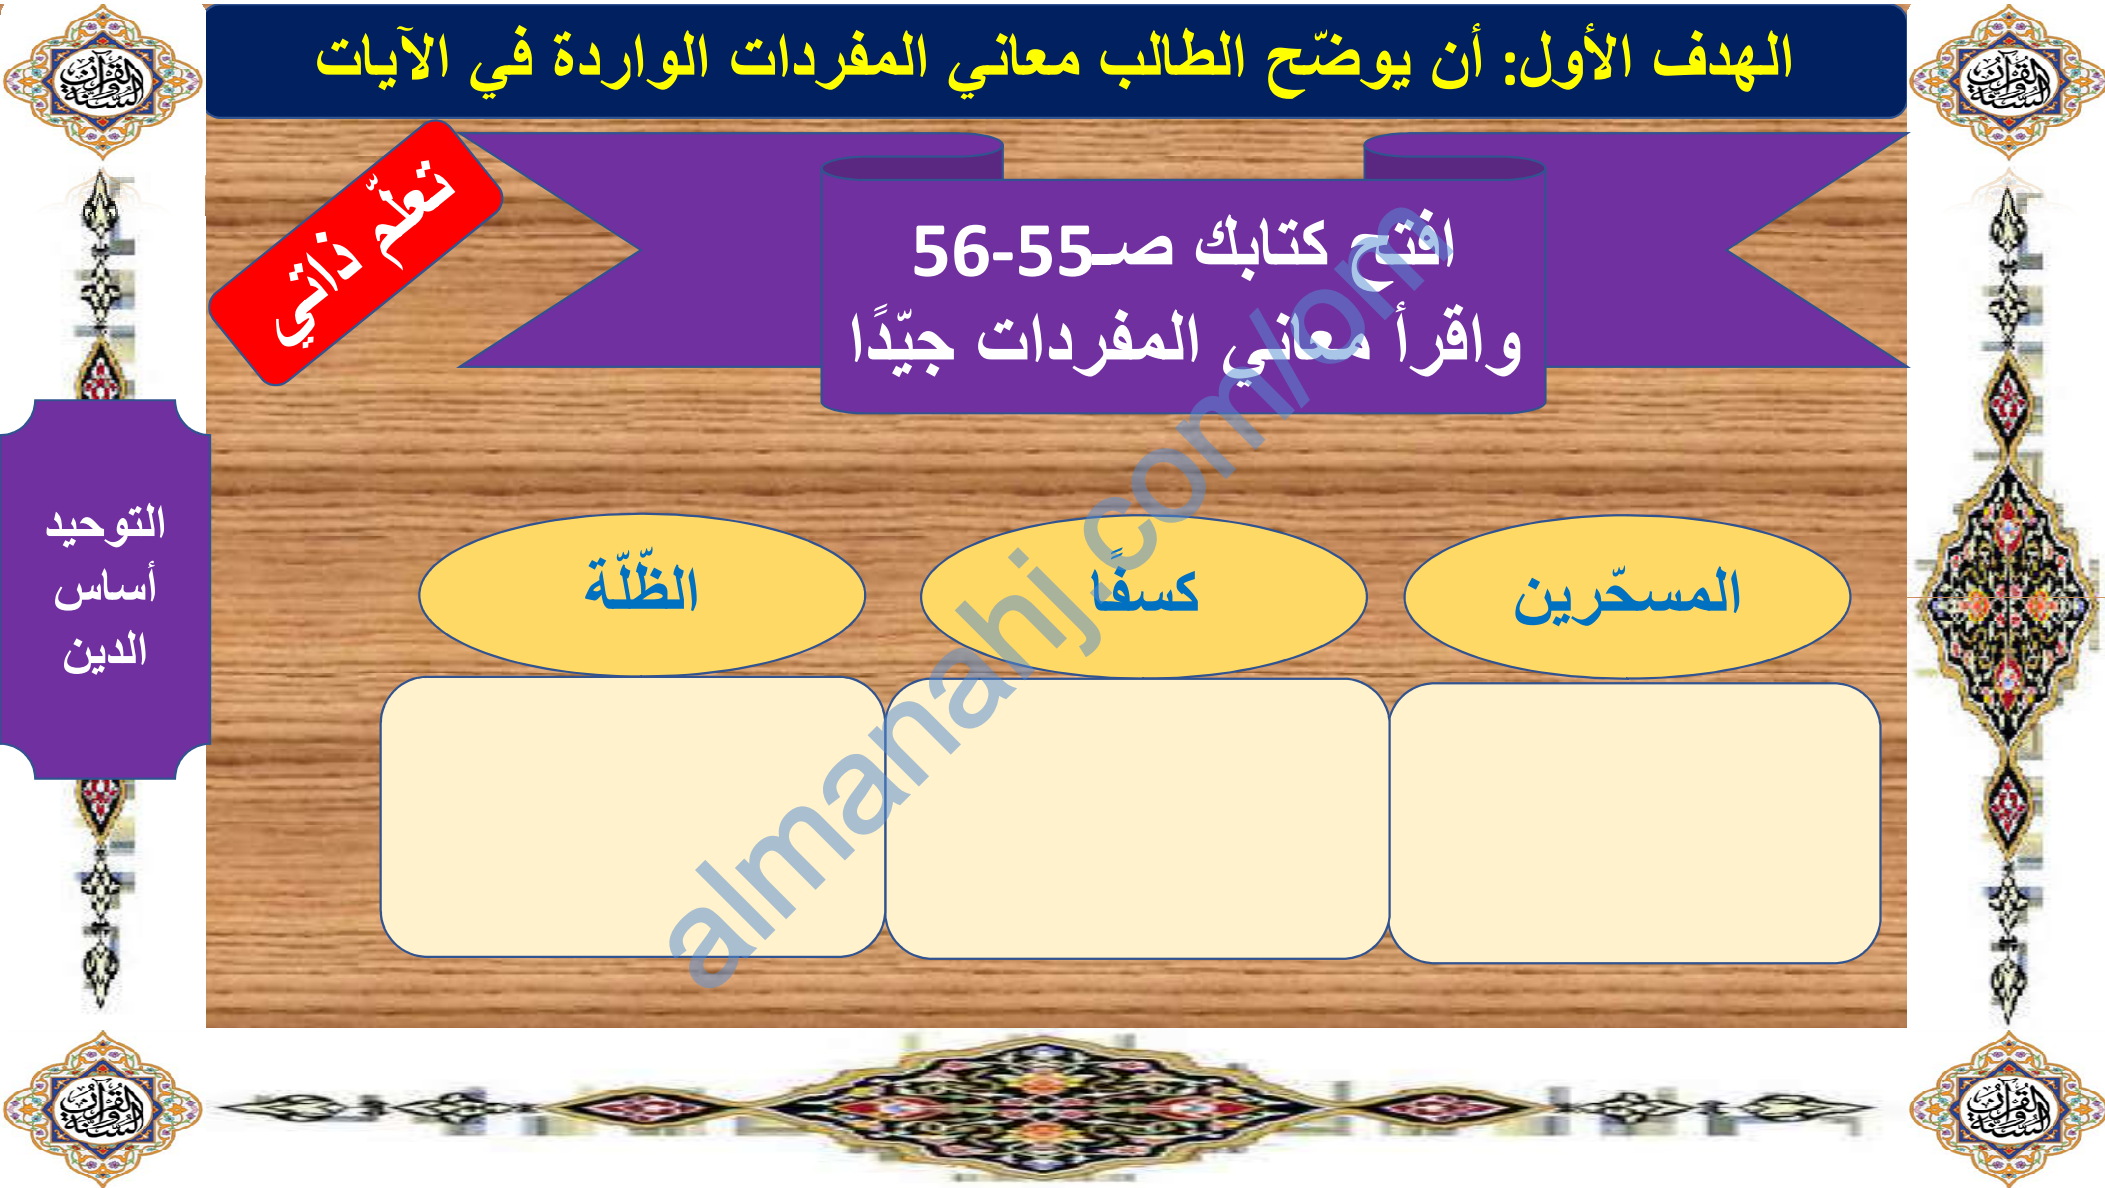 الهدف الأول: أن يوضّح الطالب معاني المفردات الواردة في الآيات
تعلّم ذاتي
افتح كتابك صـ55-56
واقرأ معاني المفردات جيّدًا
المسحّرين
كسفًا
الظّلّة
التوحيد
أساس
الدين
almanahj.com/om